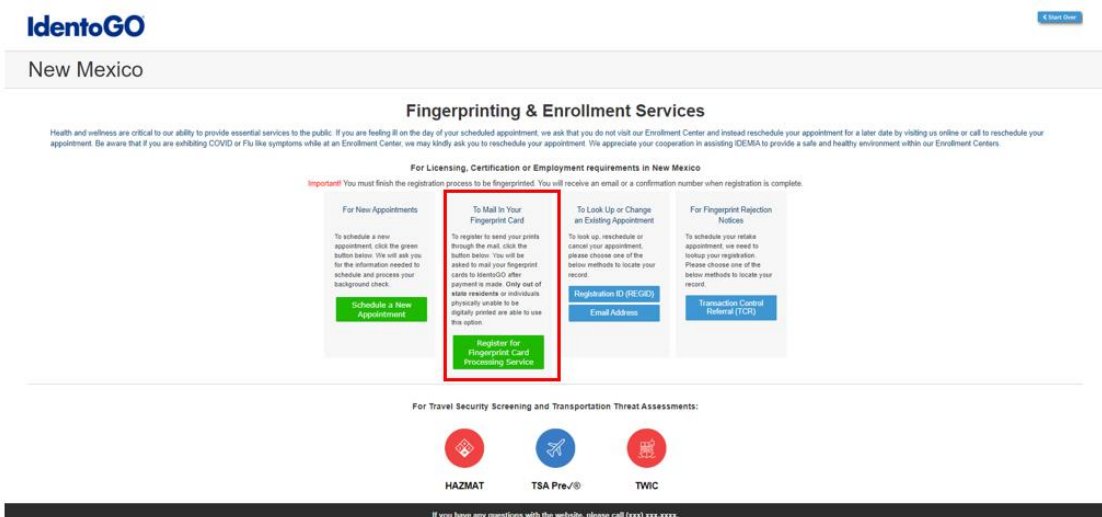 IdentoGO
Start Over
New Mexico
Fingerprinting & Enrollment Services
Health and wellness are critical to our ability to provide essential services to the public. If you are feeling ill on the day of your scheduled appointment, we ask that you do not visit our Enrollment Center and instead reschedule your appointment for a later date by visiting us online or call to reschedule your
appointment. Be aware that if you are exhibiting COVID or Flu like symptoms while at an Enrollment Center, we may kindly ask you to reschedule your appointment. We appreciate your cooperation in assisting IDEMIA to provide a safe and healthy environment within our Enrollment Centers.
For Licensing, Certification or Employment requirements in New Mexico
Important! You must finish the registration process to be fingerprinted. You will receive an email or a confirmation number when registration is complete.
For New Appointments
To schedule a new
appointment, click the green
button below. We will ask you
for the information needed to
schedule and process your
background check.
Schedule a New
Appointment
To Mail In Your
Fingerprint Card
To register to send your prints
through the mail, click the
button below. You will be
asked to mail your fingerprint
cards to IdentoGO after
payment is made. Only out of
state residents or individuals
physically unable to be
digitally printed are able to use
this option.
Register for
Fingerprint Card
Processing Service
To Look Up or Change
an Existing Appointment
To look up, reschedule or
cancel your appointment,
please choose one of the
below methods to locate your
record.
Registration ID (REGID)
Email Address
For Fingerprint Rejection
Notices
To schedule your retake
appointment, we need to
lookup your registration.
Please choose one of the
below methods to locate your
record.
Transaction Control
Referral (TCR)
For Travel Security Screening and Transportation Threat Assessments:
HAZMAT
TSA Pre✓®
TWIC
If you have any questions with the website, please call (xxx) xxx-xxxx.